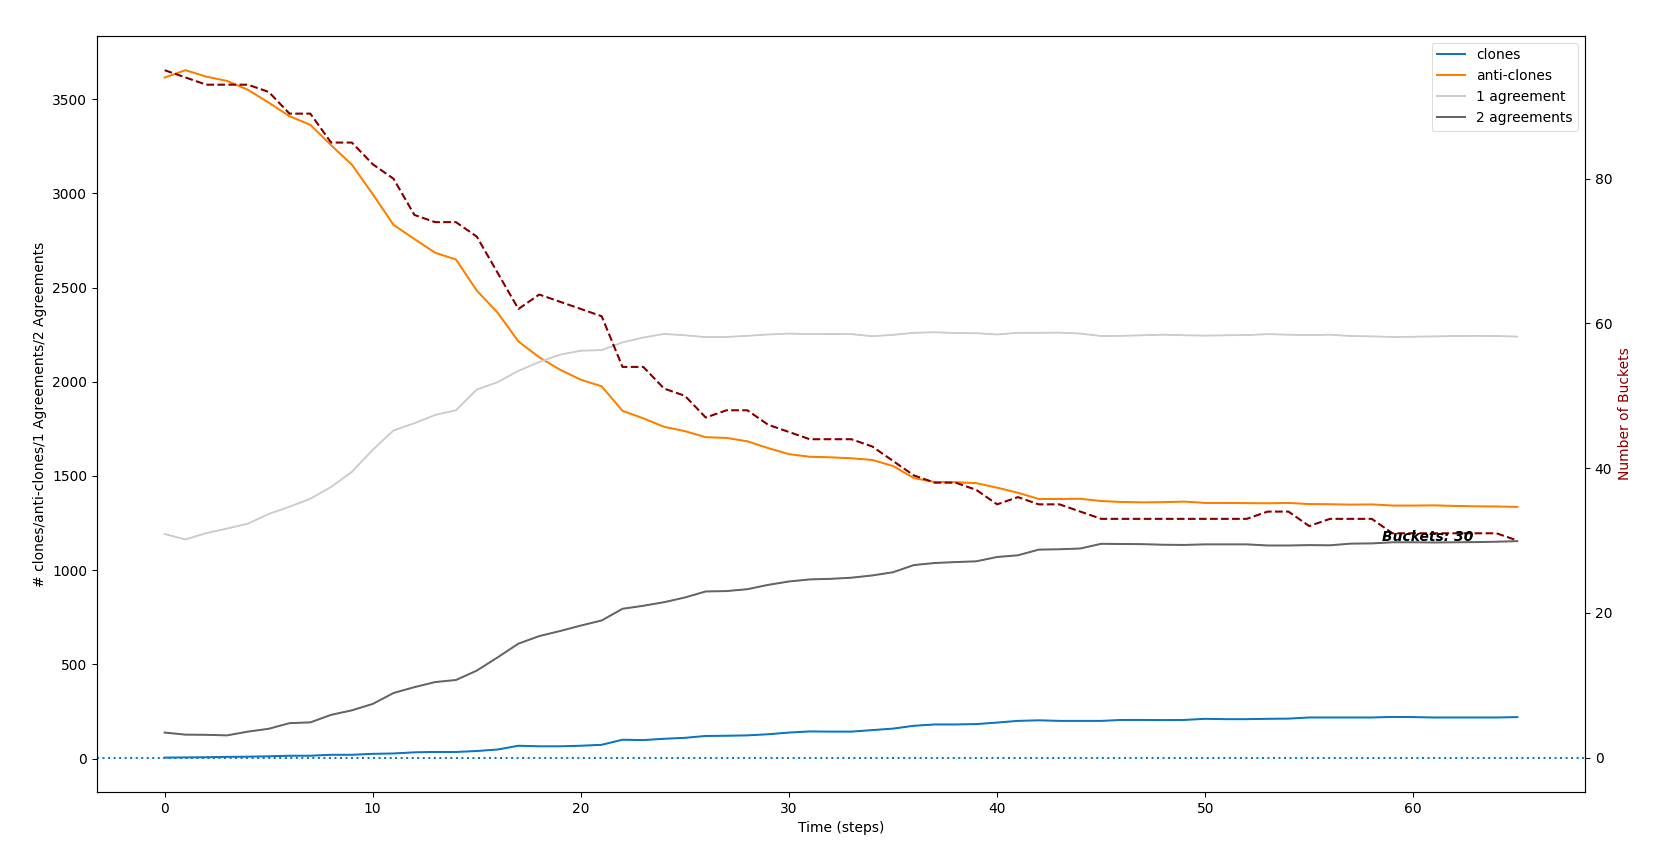 clones
anti-clones
1 agreement
2 agreements
3500
3000
2500
2000
1500
1000
500
0
80
60
40
20
0
# clones/anti-clones/1 Agreements/2 Agreements
Number of Buckets
Buckets: 30
0
10
20
30
40
50
60
Time (steps)